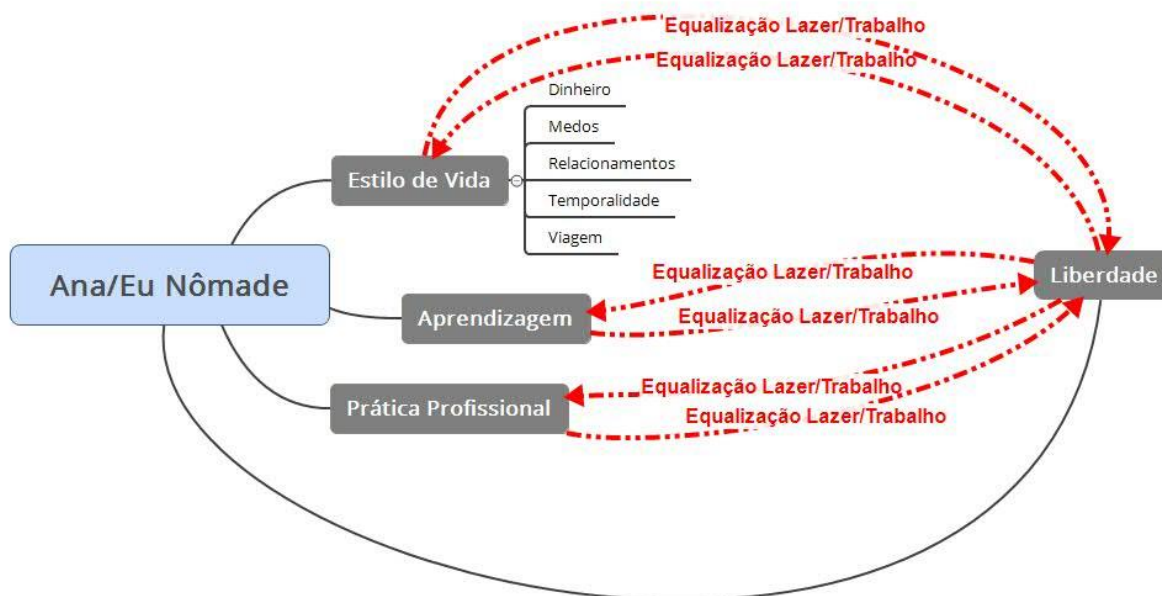 Equalização Lazer/Trabalho
Equalização Lazer/Trabalho
Dinheiro
Medos
Relacionamentos
Estilo de Vida
Temporalidade
Viagem
Ana/Eu Nômade
Equalização Lazer/Trabalho
Liberdade
Aprendizagem
Equalização Lazer/Trabalho
Equalização Lazer/Trabalho
Prática Profissional
Equalização Lazer/Trabalho